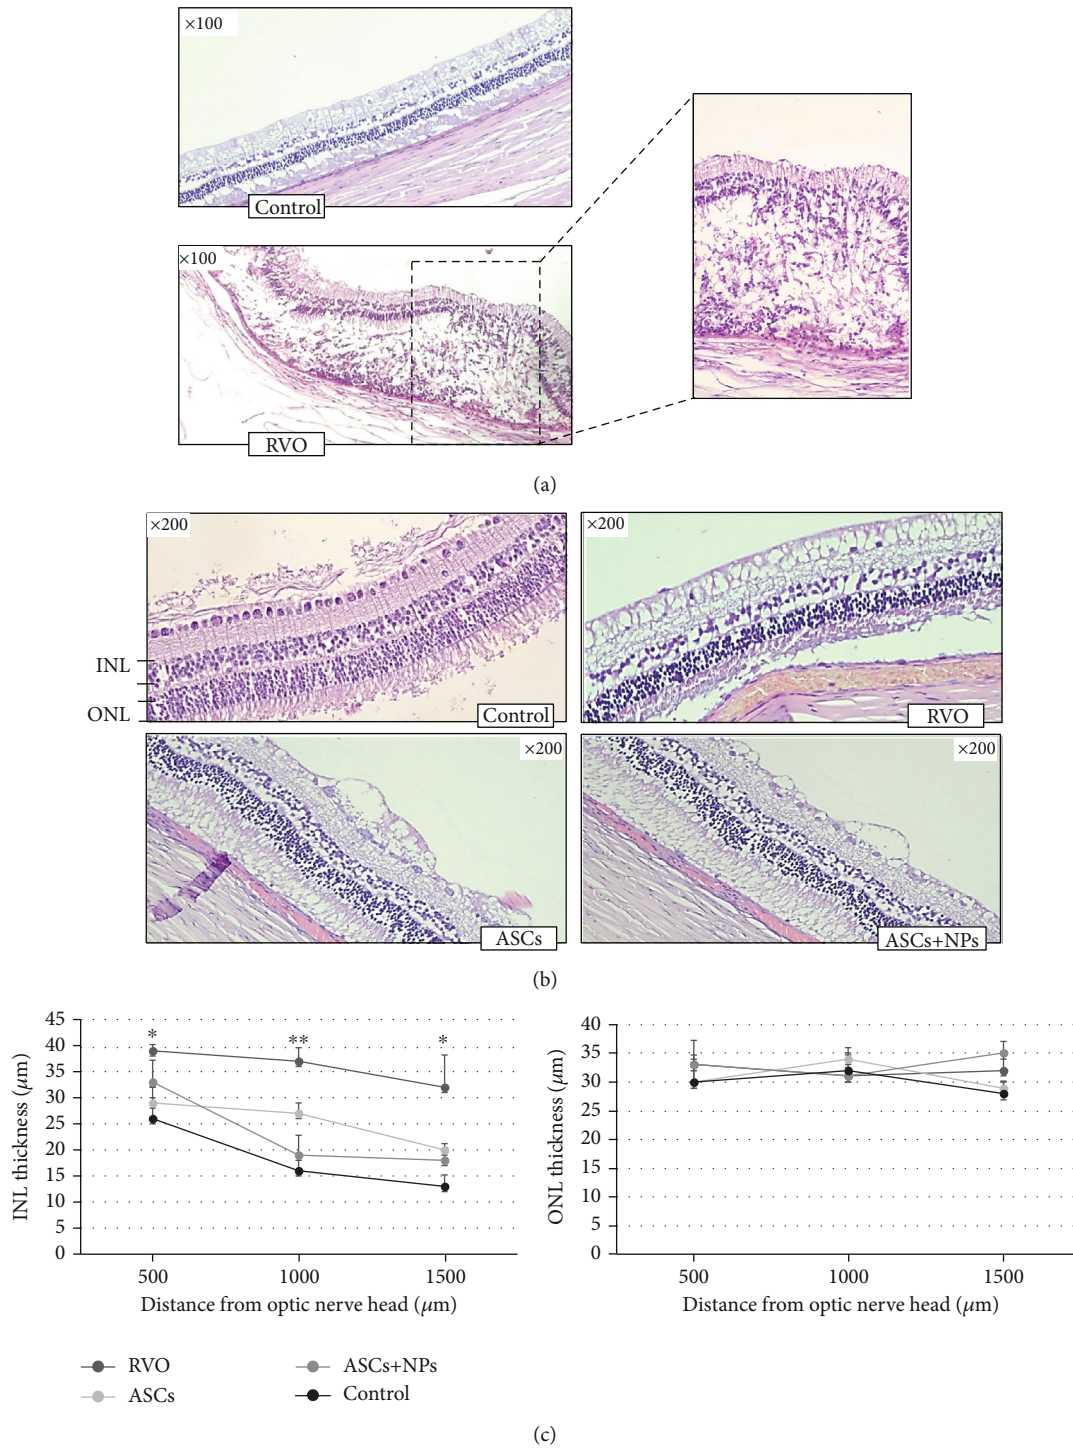 ×100
Control
×100
RVO
(a)
×200
INL
ONL
Control
×200
RVO
×200
ASCs
×200
ASCs+NPs
(b)
INL thickness (μm)
45
40
35
30
25
20
15
10
5
0
*
**
*
500 1000 1500
Distance from optic nerve head (μm)
ONL thickness (μm)
40
35
30
25
20
15
10
5
0
500 1000 1500
Distance from optic nerve head (μm)
RVO
ASCs
ASCs+NPs
Control
(c)